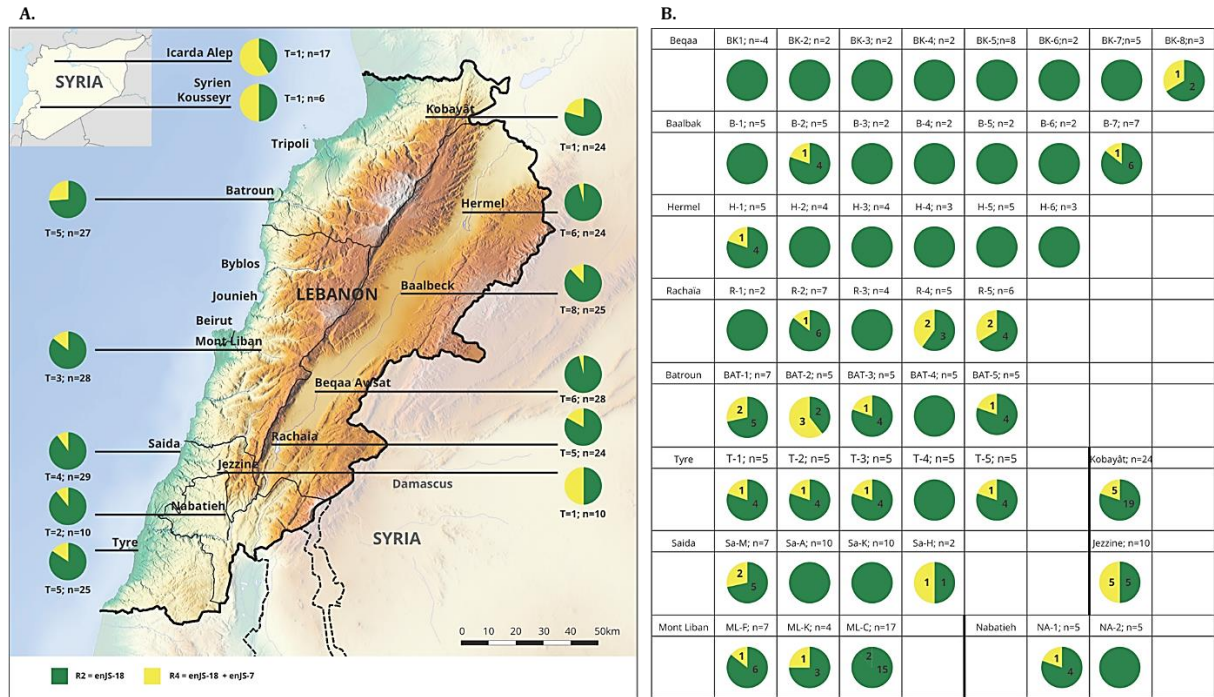 A.
Icarda Alep
T=1; n=17
SYRIA
Syrien
Kousseyr
T=1; n=6
Kobayât
T=1; n=24
Tripoli
Batroun
T=5; n=27
Hermel
T=6; n=24
Byblos
Jounieh
LEBANON
Baalbeck
T=8; n=25
Beirut
Mont Liban
T=3; n=28
Beqaa Awsat
T=6; n=28
Rachaia
T=5; n=24
Saida
T=4; n=29
Jezzine
T=1; n=10
Damascus
Nabatieh
T=2; n=10
SYRIA
Tyre
T=5; n=25
0 10 20 30 40 50km
R2 = enJS-18 R4 = enJS-18 + enJS-7
B.
Beqaa BK1; n=-4 BK-2; n=2 BK-3; n=2 BK-4; n=2 BK-5;n=8 BK-6;n=2 BK-7;n=5 BK-8;n=3
1 2
Baalbak B-1; n=5 B-2; n=5 B-3; n=2 B-4; n=2 B-5; n=2 B-6; n=2 B-7; n=7
1 4 1 6
Hermel H-1; n=5 H-2; n=4 H-3; n=4 H-4; n=3 H-5; n=5 H-6; n=3
1 4
Rachaïa R-1; n=2 R-2; n=7 R-3; n=4 R-4; n=5 R-5; n=6
1 6 2 3 2 4
Batroun BAT-1; n=7 BAT-2; n=5 BAT-3; n=5 BAT-4; n=5 BAT-5; n=5
2 5 3 2 1 4 1 4
Tyre T-1; n=5 T-2; n=5 T-3; n=5 T-4; n=5 T-5; n=5 Kobayât; n=24
1 4 1 4 1 4 1 4 5 19
Saida Sa-M; n=7 Sa-A; n=10 Sa-K; n=10 Sa-H; n=2 Jezzine; n=10
2 5 1 1 5 5
Mont Liban ML-F; n=7 ML-K; n=4 ML-C; n=17 Nabatieh NA-1; n=5 NA-2; n=5
1 6 1 3 2 15 1 4